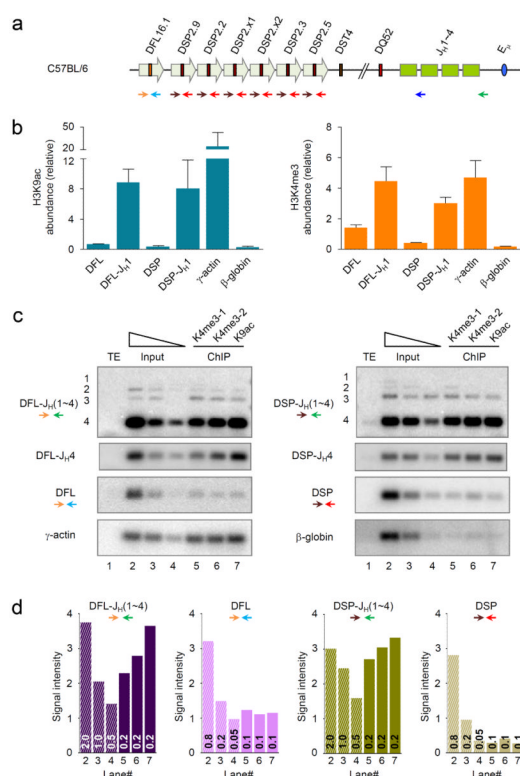 a
DFL16.1
DSP2.9
DSP2.2
DSP2.x1
DSP2.x2
DSP2.3
DSP2.5
DST4
DQ52
JH1~4
Eμ
C57BL/6
b
H3K9ac
abundance (relative)
50
20
12
8
4
0
DFL
DFL-JH1
DSP
DSP-JH1
γ-actin
β-globin
H3K4me3
abundance (relative)
6
4
2
0
DFL
DFL-JH1
DSP
DSP-JH1
γ-actin
β-globin
c
TE
Input
ChIP
K4me3-1
K4me3-2
K9ac
DFL-JH(1~4)
1
2
3
4
DFL-JH4
DFL
γ-actin
1 2 3 4 5 6 7
TE
Input
ChIP
K4me3-1
K4me3-2
K9ac
DSP-JH(1~4)
1
2
3
4
DSP-JH4
DSP
β-globin
1 2 3 4 5 6 7
d
DFL-JH(1~4)
Signal intensity
4
3
2
1
0
2.0 1.0 0.5 0.2 0.2 0.2
2 3 4 5 6 7
Lane#
DFL
Signal intensity
4
3
2
1
0
0.8 0.2 0.05 0.1 0.1 0.1
2 3 4 5 6 7
Lane#
DSP-JH(1~4)
Signal intensity
4
3
2
1
0
2.0 1.0 0.5 0.2 0.2 0.2
2 3 4 5 6 7
Lane#
DSP
Signal intensity
4
3
2
1
0
0.8 0.2 0.05 0.1 0.1 0.1
2 3 4 5 6 7
Lane#